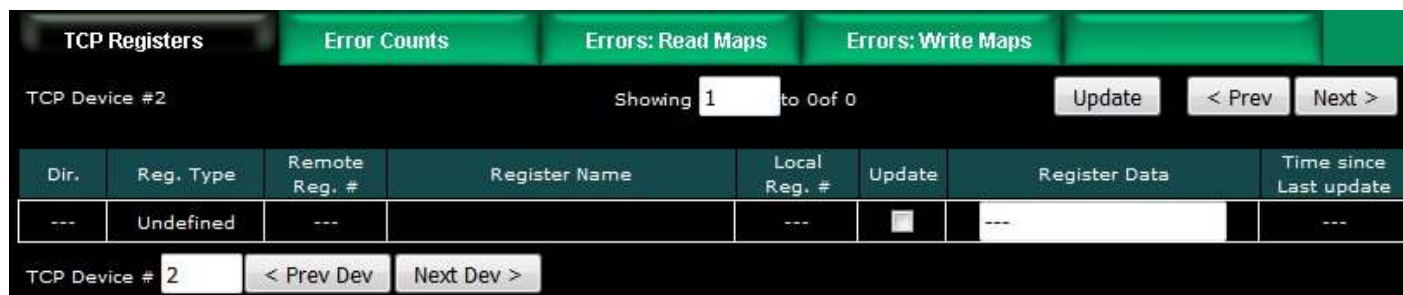 TCP Registers Error Counts Errors: Read Maps Errors: Write Maps
TCP Device #2 Showing 1 to 0of 0 Update < Prev Next >
Dir. Reg. Type Remote Reg. # Register Name Local Reg. # Update Register Data Time since Last update
--- Undefined --- --- --- ---
TCP Device # 2 < Prev Dev Next Dev >